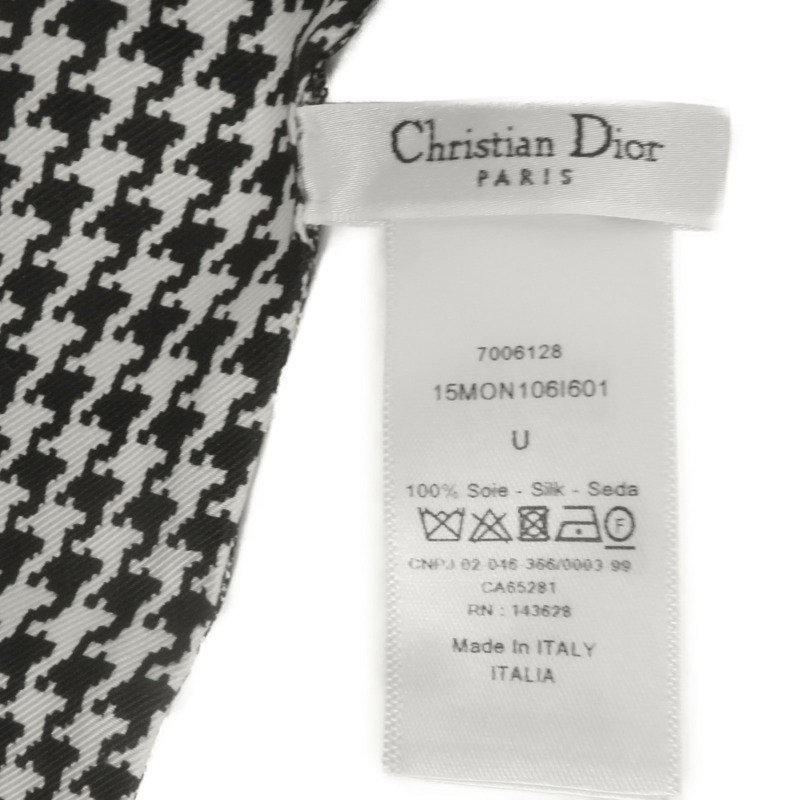 Christian Dior
PARIS
7006128
15MON106I601
U
100% Soie - Silk - Seda
F
CNPJ 02 046 366/0003 99
CA65281
RN : 143628
Made In ITALY
ITALIA